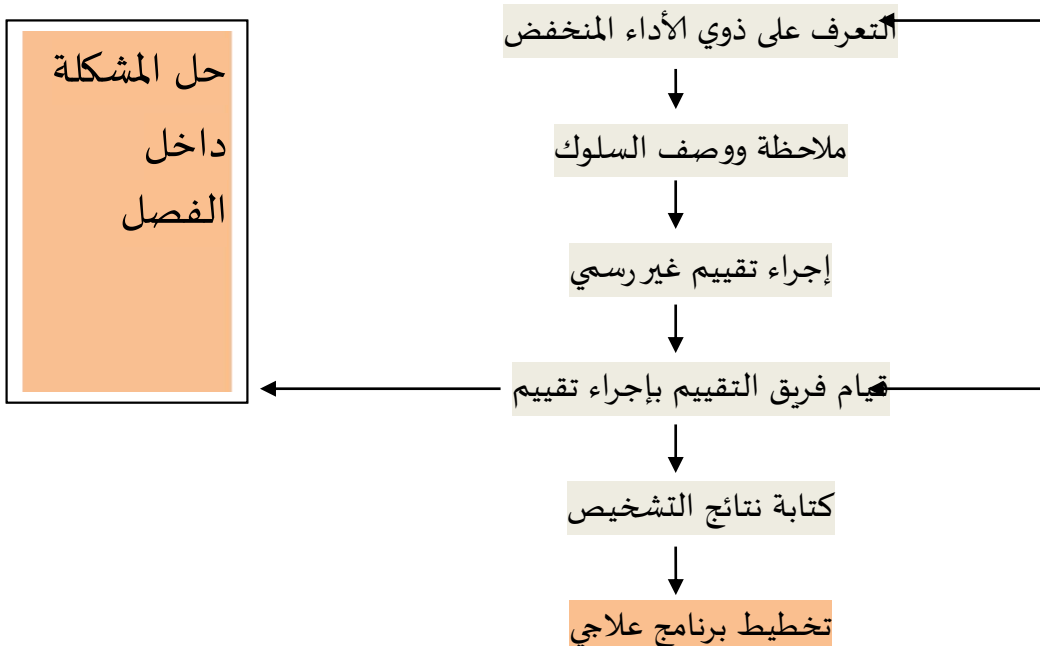 التعرف على ذوي الأداء المنخفض
ملاحظة ووصف السلوك
إجراء تقييم غير رسمي
قيام فريق التقييم بإجراء تقييم
كتابة نتائج التشخيص
تخطيط برنامج علاجي
حل المشكلة
داخل
الفصل